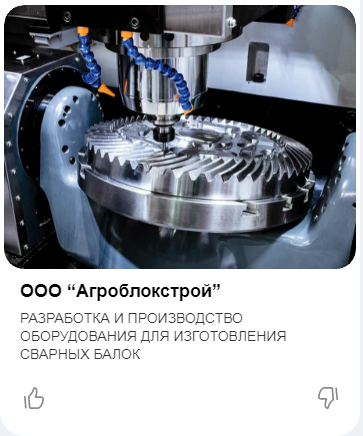 ООО “Агроблокстрой”
РАЗРАБОТКА И ПРОИЗВОДСТВО
ОБОРУДОВАНИЯ ДЛЯ ИЗГОТОВЛЕНИЯ
СВАРНЫХ БАЛОК